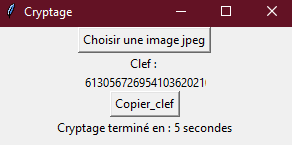 Cryptage
Choisir une image jpeg
Clef :
61305672695410362021
Copier_clef
Cryptage terminé en : 5 secondes